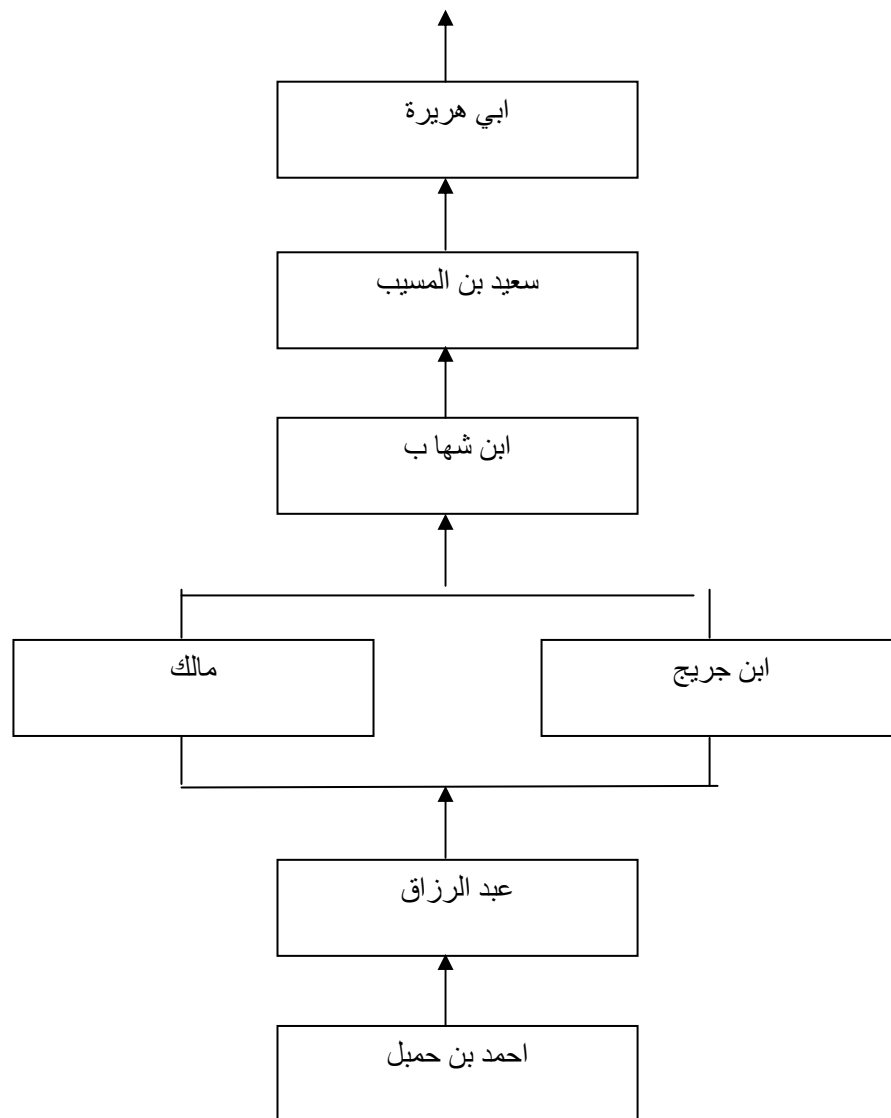 ابي هريرة
سعيد بن المسيب
ابن شها ب
مالك
ابن جريج
عبد الرزاق
احمد بن حمبل